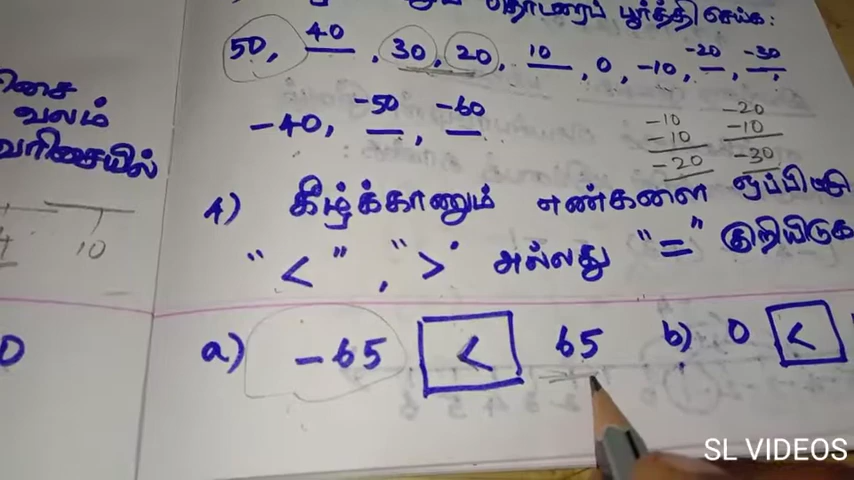 பூர்த்தி செய்க:
50, 40, 30, 20, 10, 0, -10, -20, -30,
-40, -50, -60
-10 -20
-10 -10
-20 -30
வலம்
வரிசையில்
4) கீழ்க்காணும் எண்களை ஒப்பிட்டு
"<" , ">" அல்லது "=" குறியிடுக
10
a) -65 < 65 b) 0 <
SL VIDEOS